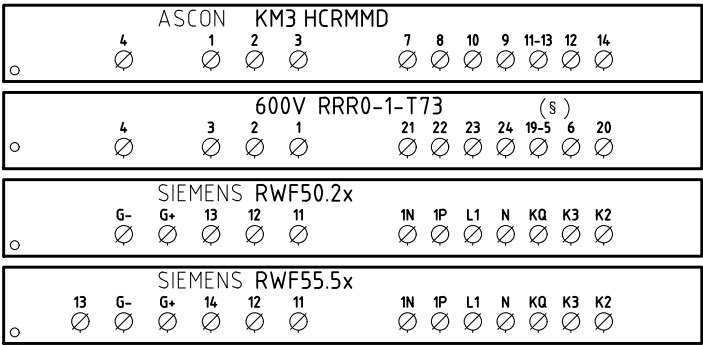 ASCON KM3 HCRMMD
4 1 2 3 7 8 10 9 11-13 12 14
600V RRR0-1-T73 (§)
4 3 2 1 21 22 23 24 19-5 6 20
SIEMENS RWF50.2x
G- G+ 13 12 11 1N 1P L1 N KQ K3 K2
SIEMENS RWF55.5x
13 G- G+ 14 12 11 1N 1P L1 N KQ K3 K2